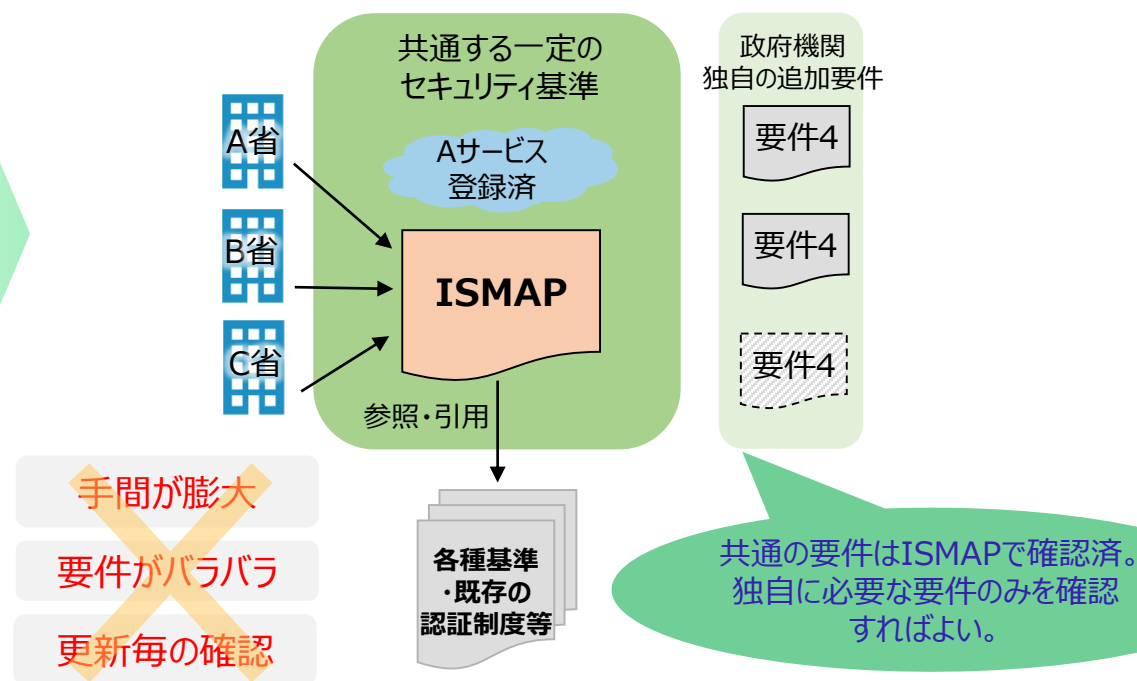 共通する一定の
セキュリティ基準
政府機関
独自の追加要件
A省
Aサービス
登録済
要件4
B省
ISMAP
要件4
C省
要件4
参照・引用
手間が膨大
要件がバラバラ
更新毎の確認
各種基準
・既存の
認証制度等
共通の要件はISMAPで確認済。
独自に必要な要件のみを確認
すればよい。